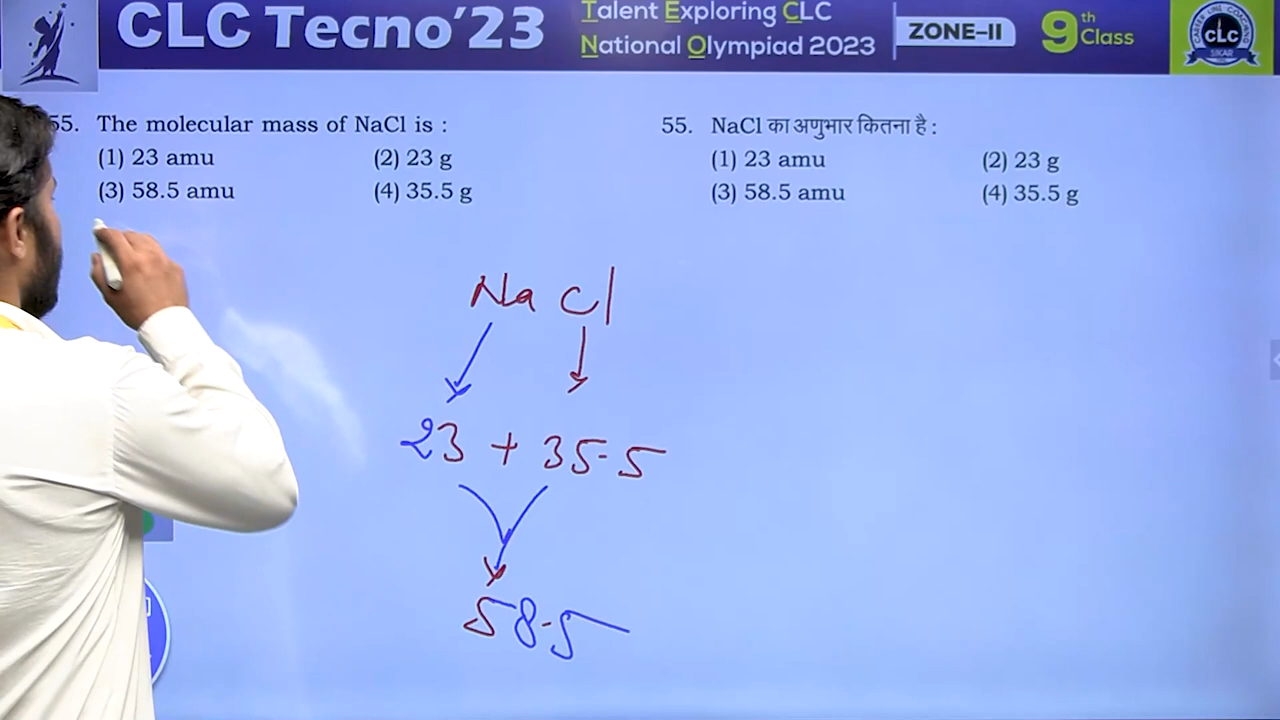 CLC Tecno'23
Talent Exploring CLC
National Olympiad 2023
ZONE–II
9th Class
CLC
SIKAR
55. The molecular mass of NaCl is :
(1) 23 amu (2) 23 g
(3) 58.5 amu (4) 35.5 g
55. NaCl का अणुभार कितना है :
(1) 23 amu (2) 23 g
(3) 58.5 amu (4) 35.5 g
Na Cl
23 + 35.5
58.5